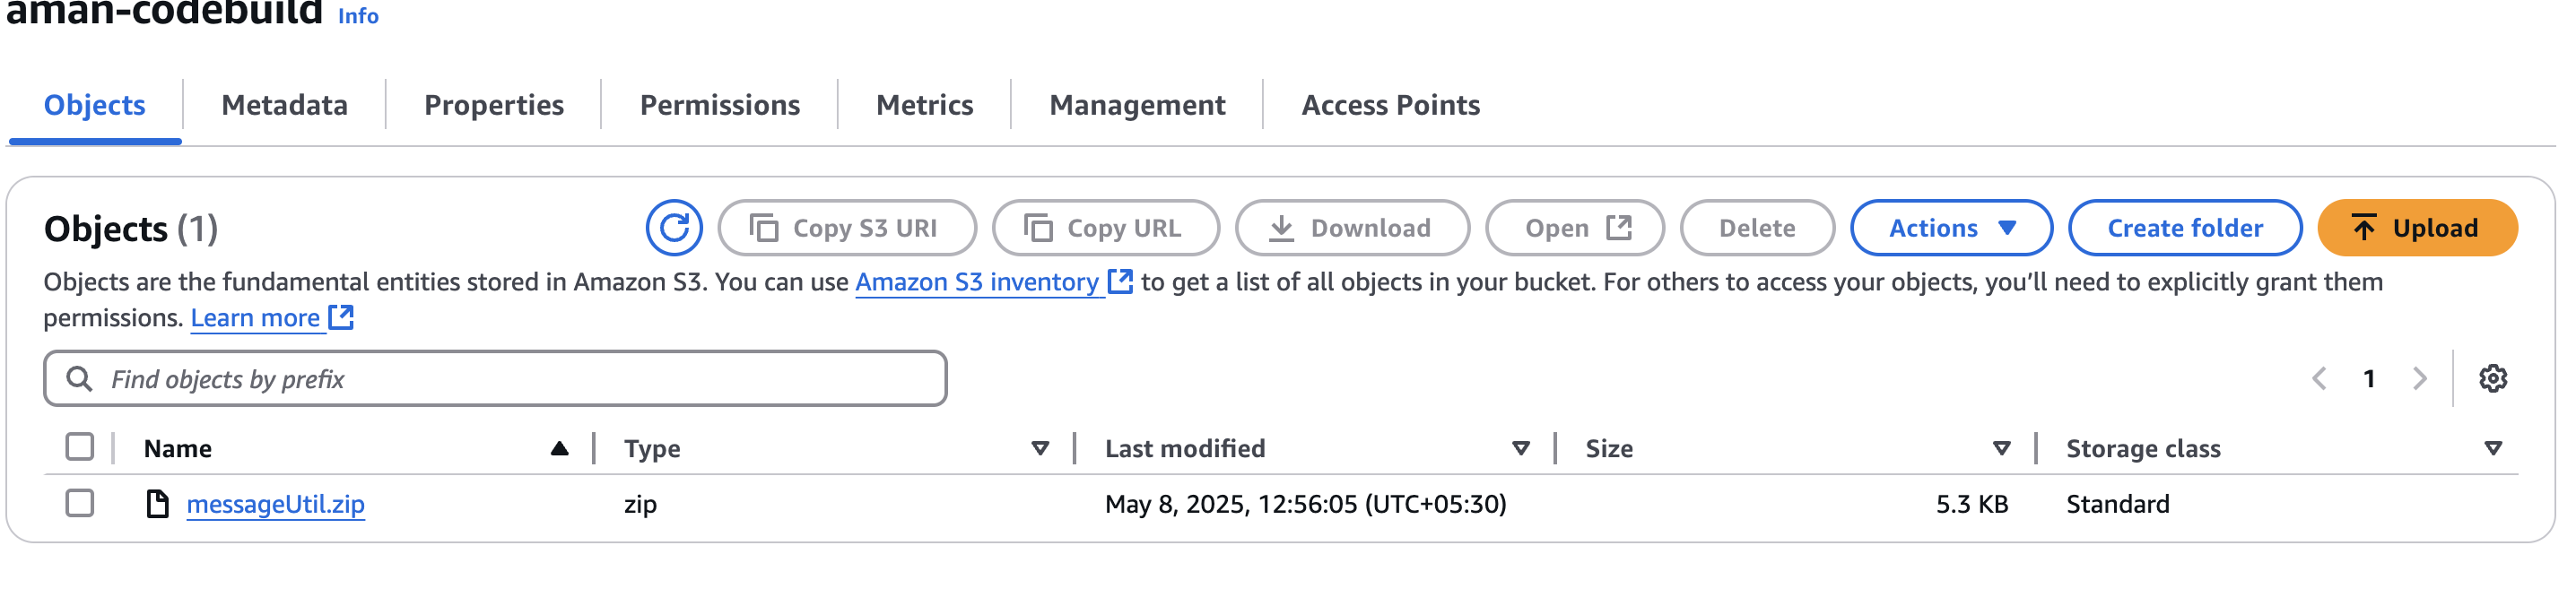 aman-codebuild Info
Objects Metadata Properties Permissions Metrics Management Access Points
Objects (1) Copy S3 URI Copy URL Download Open Delete Actions Create folder Upload
Objects are the fundamental entities stored in Amazon S3. You can use Amazon S3 inventory to get a list of all objects in your bucket. For others to access your objects, you’ll need to explicitly grant them
permissions. Learn more
Find objects by prefix 1
Name Type Last modified Size Storage class
messageUtil.zip zip May 8, 2025, 12:56:05 (UTC+05:30) 5.3 KB Standard